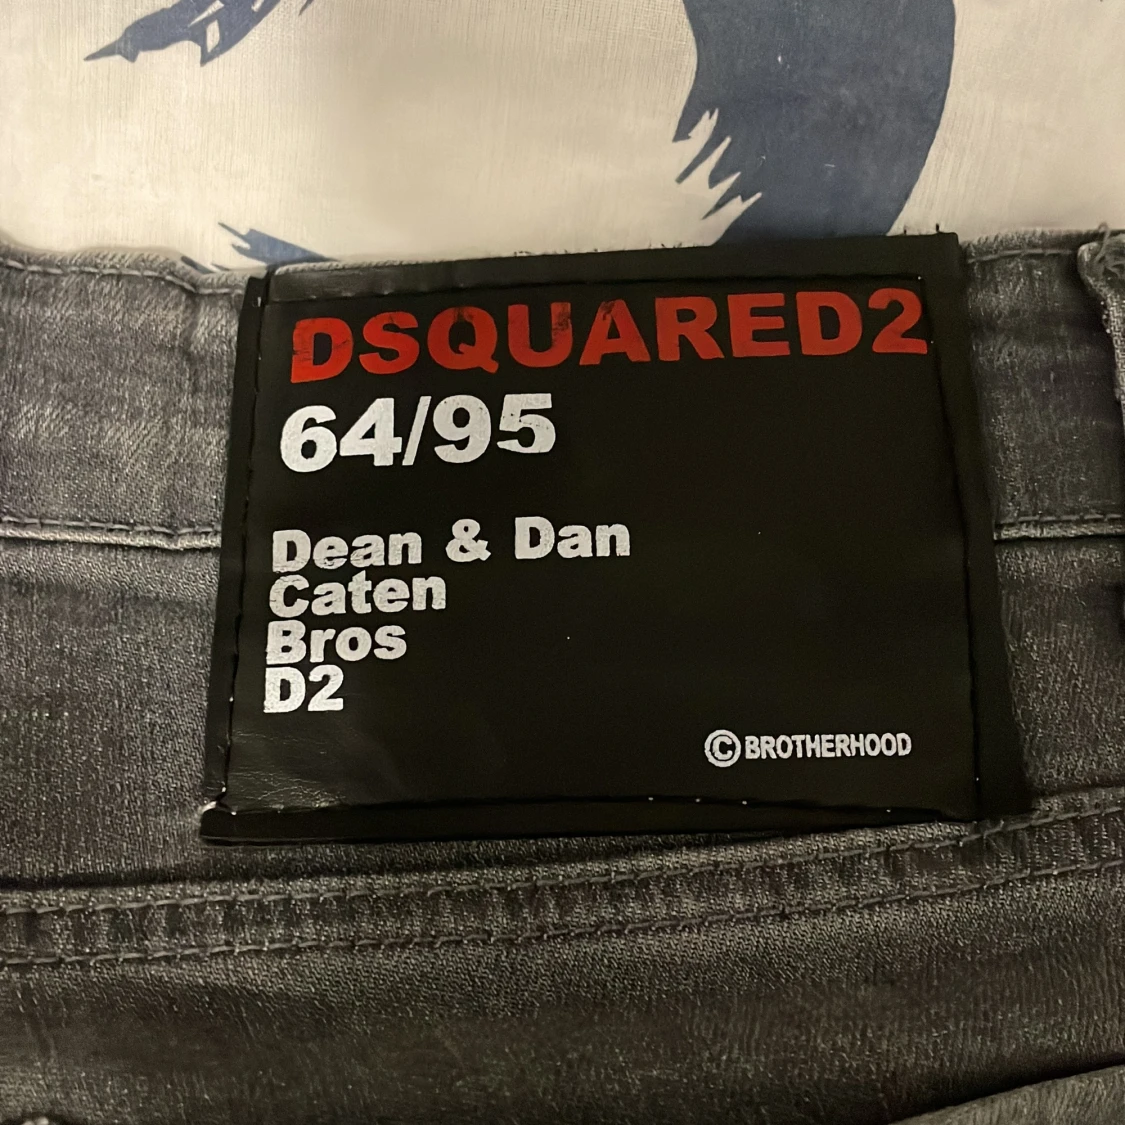 DSQUARED2
64/95
Dean & Dan
Caten
Bros
D2
©BROTHERHOOD